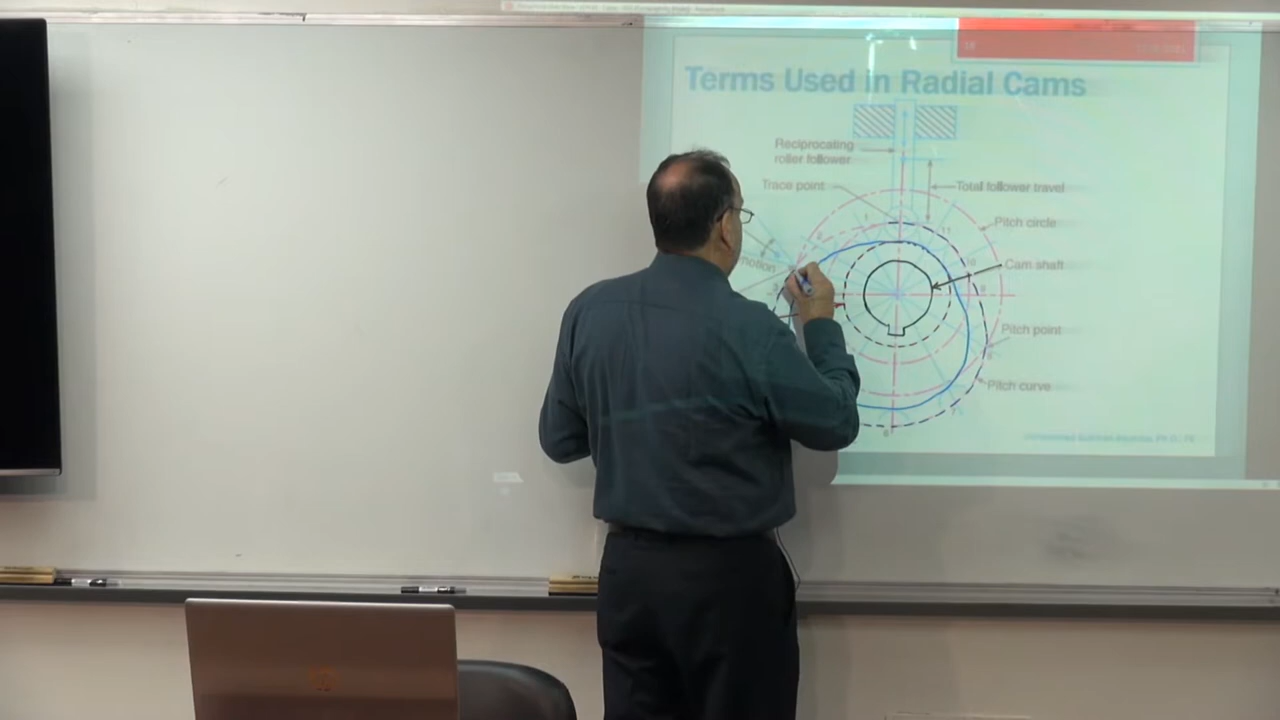 Terms Used in Radial Cams
Reciprocating
roller follower
Trace point
Total follower travel
Pitch circle
Cam shaft
motion
Pitch point
Pitch curve